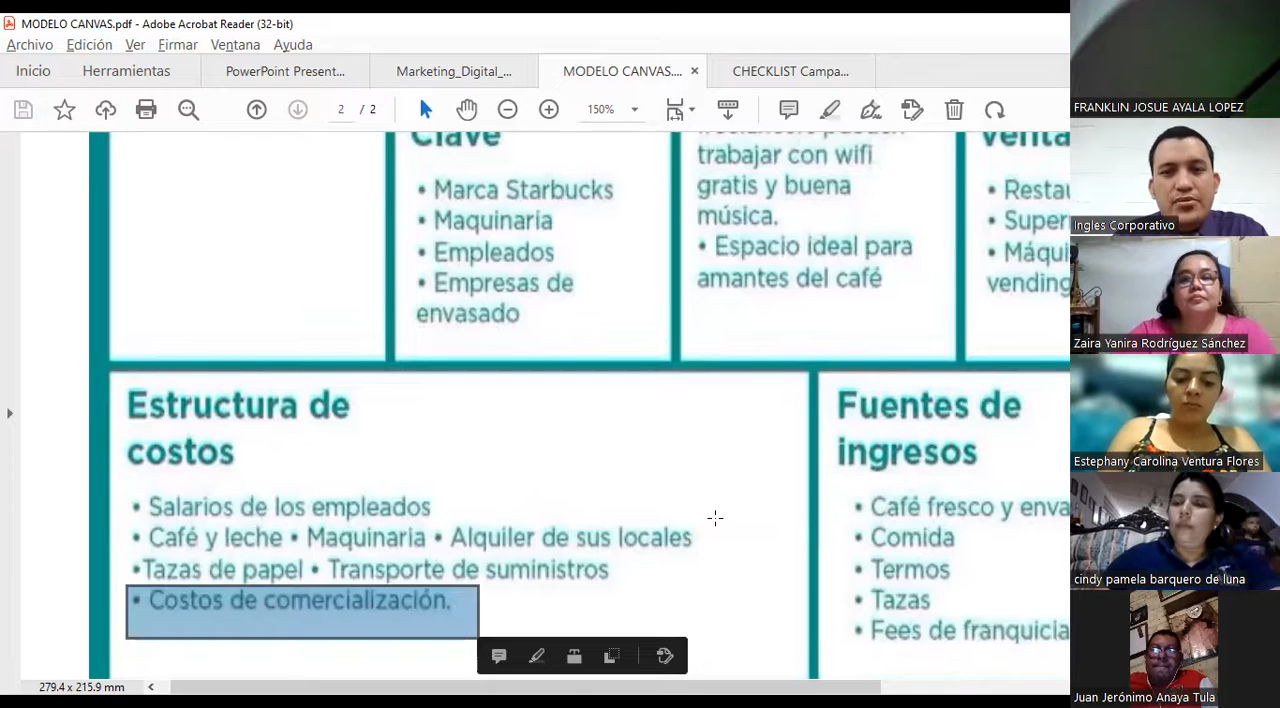 MODELO CANVAS.pdf - Adobe Acrobat Reader (32-bit)
Archivo Edición Ver Firmar Ventana Ayuda
Inicio Herramientas PowerPoint Present... Marketing_Digital_... MODELO CANVAS.... × CHECKLIST Campa...
2 / 2 150%
Clave
• Marca Starbucks
• Maquinaria
• Empleados
• Empresas de
envasado
trabajar con wifi
gratis y buena
música.
• Espacio ideal para
amantes del café
venta
• Restau
• Super
• Máqui
vending
Estructura de
costos
• Salarios de los empleados
• Café y leche • Maquinaria • Alquiler de sus locales
•Tazas de papel • Transporte de suministros
• Costos de comercialización.
Fuentes de
ingresos
• Café fresco y enva
• Comida
• Termos
• Tazas
• Fees de franquicia
279.4 x 215.9 mm
FRANKLIN JOSUE AYALA LOPEZ
Ingles Corporativo
Zaira Yanira Rodríguez Sánchez
Estephany Carolina Ventura Flores
cindy pamela barquero de luna
Juan Jerónimo Anaya Tula